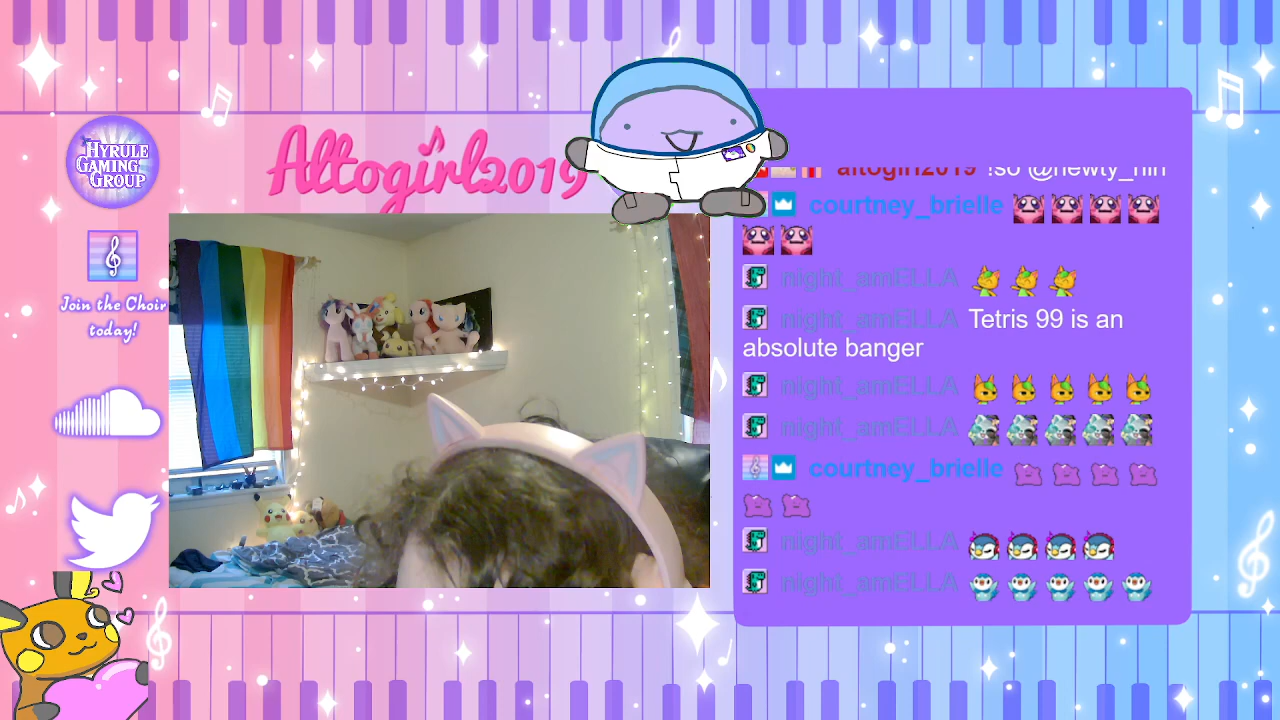 HYRULE
GAMING
GROUP
Join the Choir
today!
Altogirl2019
altogirl2019 !so @newty_nin
courtney_brielle
night_amELLA
night_amELLA Tetris 99 is an
absolute banger
night_amELLA
night_amELLA
courtney_brielle
night_amELLA
night_amELLA